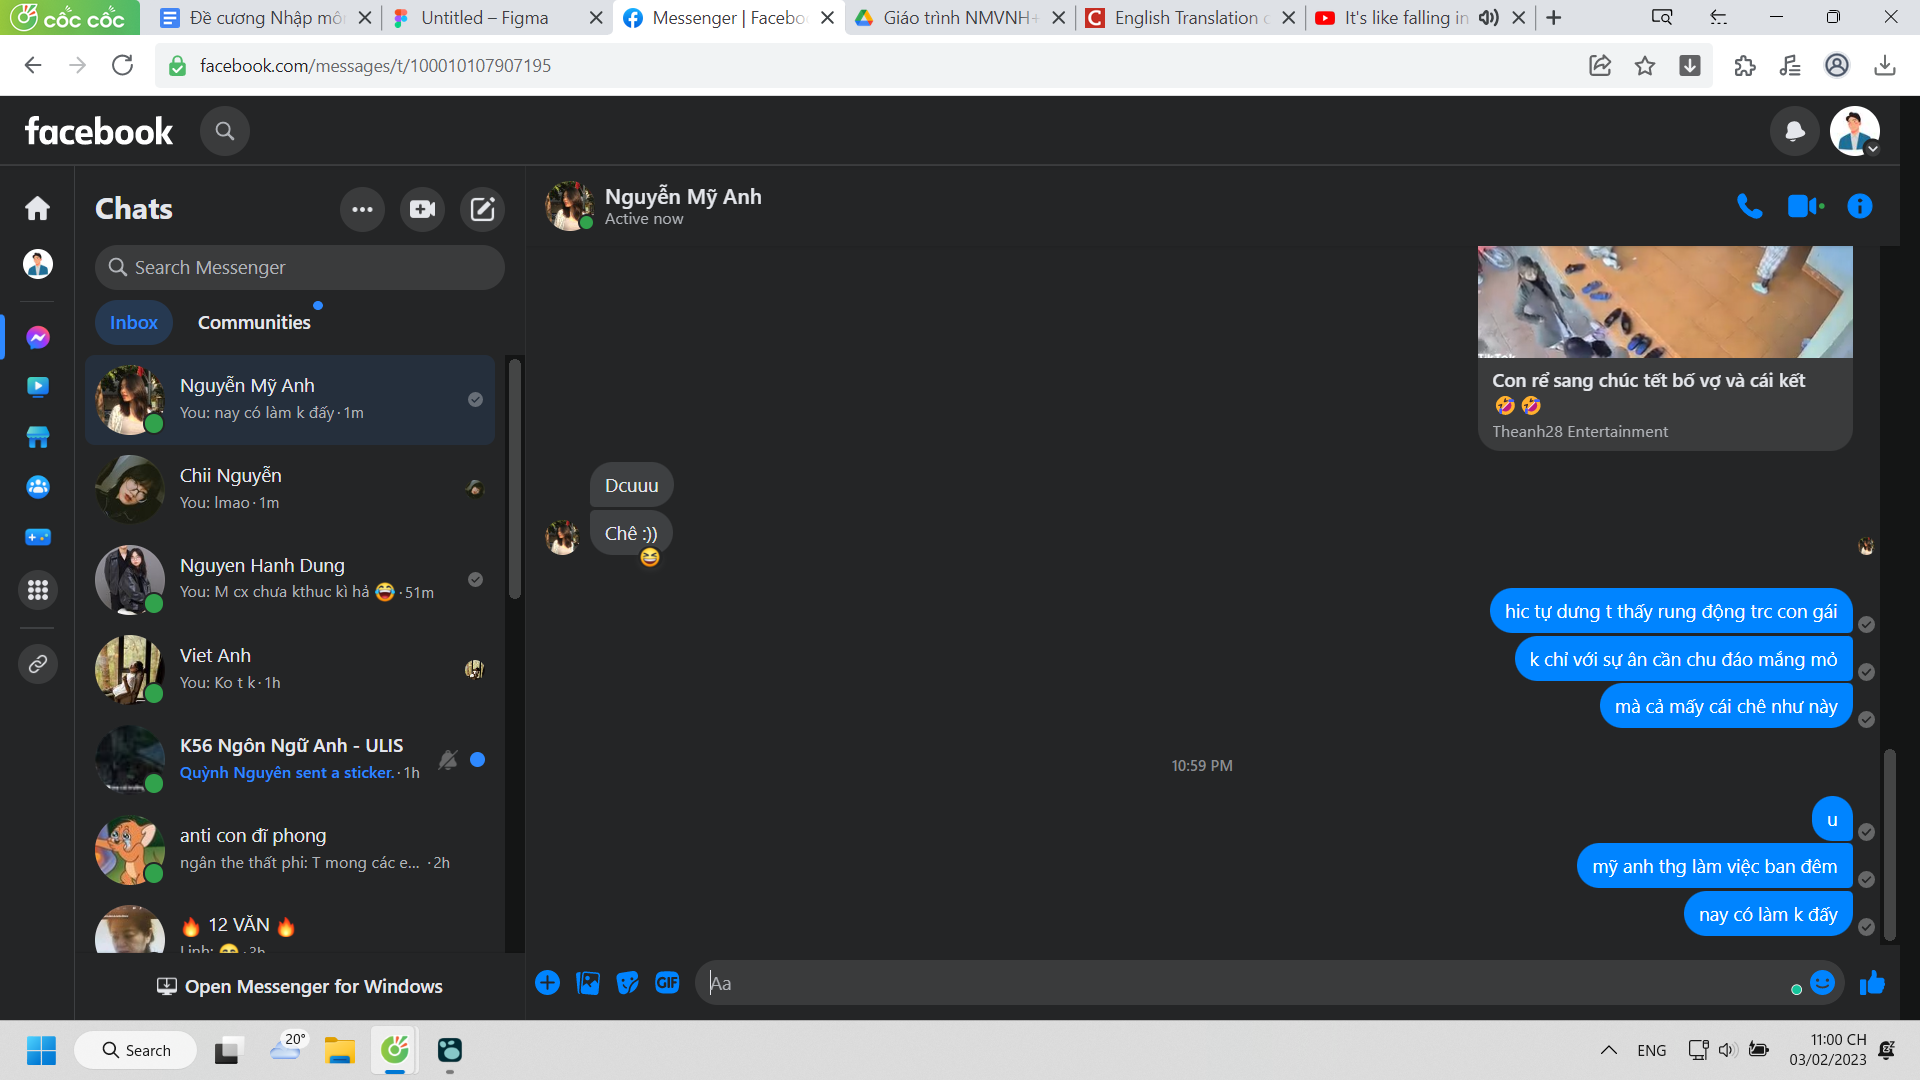 cốc cốc
Đề cương Nhập mô
Untitled – Figma
Messenger | Facebo
Giáo trình NMVNH
English Translation
It's like falling in
facebook.com/messages/t/100010107907195
facebook
Chats
Search Messenger
Inbox
Communities
Nguyễn Mỹ Anh
You: nay có làm k đấy · 1m
Chii Nguyễn
You: lmao · 1m
Nguyen Hanh Dung
You: M cx chưa kthuc kì hả 😂 · 51m
Viet Anh
You: Ko t k · 1h
K56 Ngôn Ngữ Anh - ULIS
Quỳnh Nguyên sent a sticker. · 1h
anti con đĩ phong
ngân the thất phi: T mong các e... · 2h
🔥 12 VĂN 🔥
Linh: 😁 · 2h
Open Messenger for Windows
Nguyễn Mỹ Anh
Active now
TikTok
Con rể sang chúc tết bố vợ và cái kết
🤣🤣
Theanh28 Entertainment
Dcuuu
Chê :))
😆
hic tự dưng t thấy rung động trc con gái
k chỉ với sự ân cần chu đáo mắng mỏ
mà cả mấy cái chê như này
10:59 PM
u
mỹ anh thg làm việc ban đêm
nay có làm k đấy
GIF
Aa
Search
20°
ENG
11:00 CH
03/02/2023